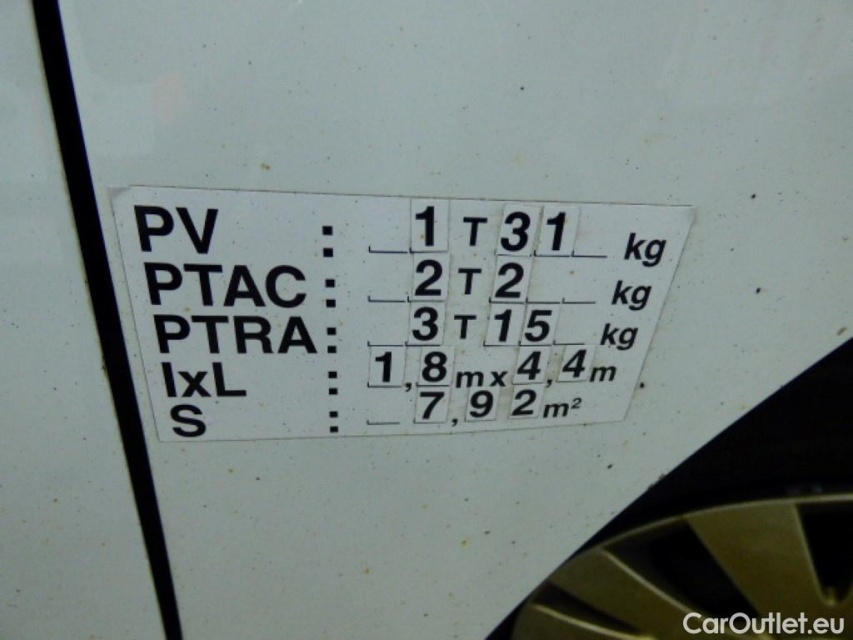 PV : _ 1 T 31 _ kg
PTAC : _ 2 T 2 _ _ kg
PTRA : _ 3 T 15 _ kg
IxL : 1,8 m x 4,4 m
S : _ 7,92 m²
CarOutlet.eu